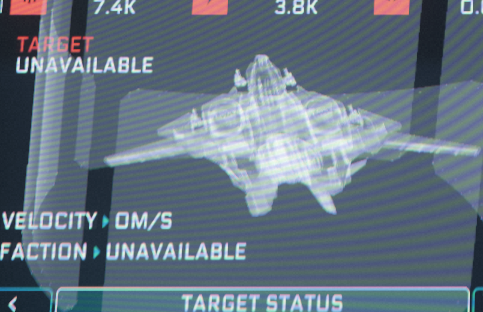 7.4K 3.8K
TARGET
UNAVAILABLE
VELOCITY 0M/S
FACTION UNAVAILABLE
TARGET STATUS